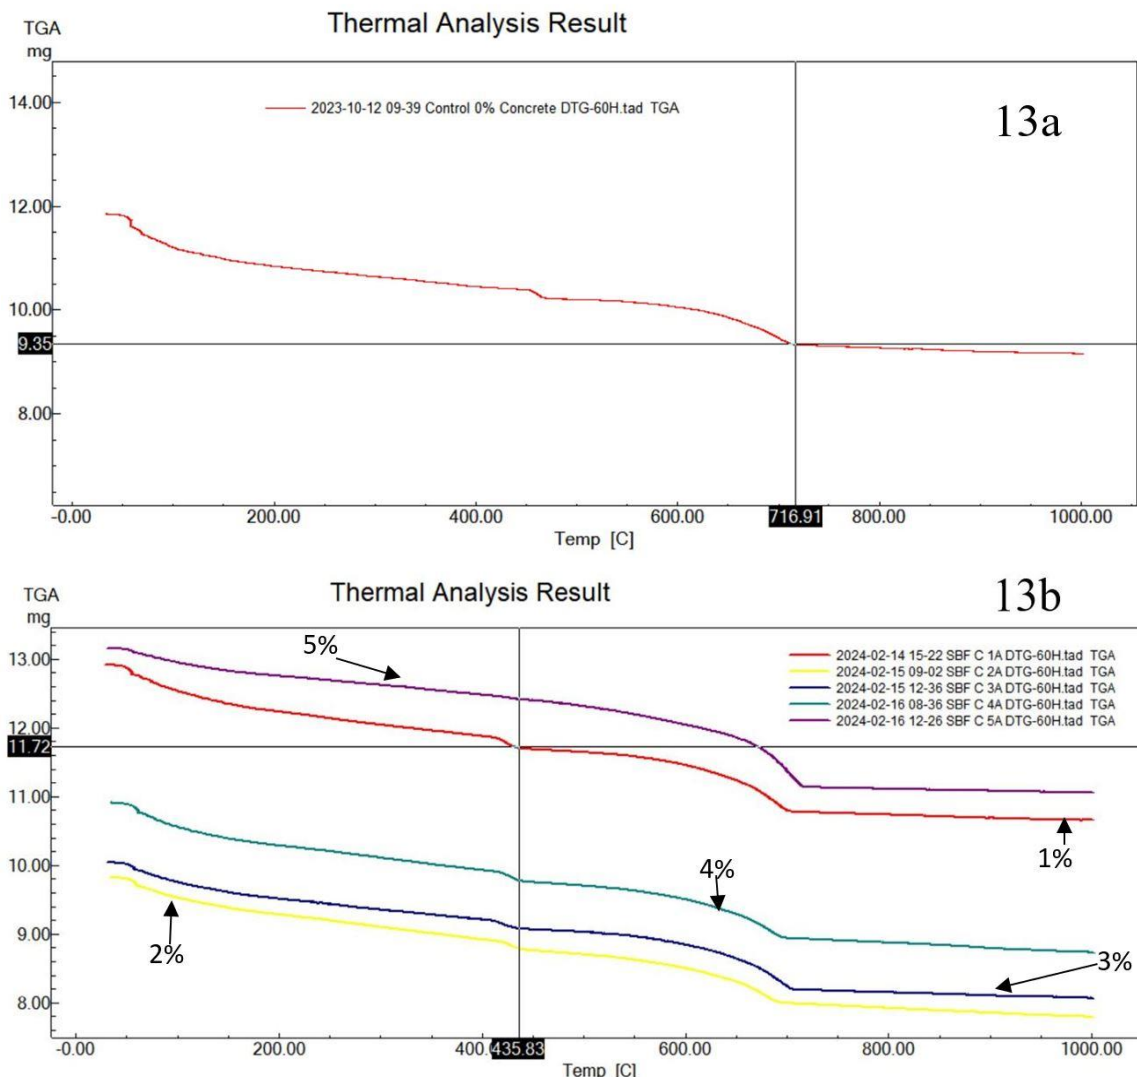 Thermal Analysis Result
TGA
mg
13a
2023-10-12 09-39 Control 0% Concrete DTG-60H.tad TGA
14.00
12.00
10.00
9.35
8.00
-0.00 200.00 400.00 600.00 716.91 800.00 1000.00
Temp [C]
Thermal Analysis Result
TGA
mg
13b
5%
2024-02-14 15-22 SBF C 1A DTG-60H.tad TGA
2024-02-15 09-02 SBF C 2A DTG-60H.tad TGA
2024-02-15 12-36 SBF C 3A DTG-60H.tad TGA
2024-02-16 08-36 SBF C 4A DTG-60H.tad TGA
2024-02-16 12-26 SBF C 5A DTG-60H.tad TGA
13.00
12.00
11.72
11.00
1%
10.00
4%
2%
9.00
3%
8.00
-0.00 200.00 435.83 600.00 800.00 1000.00
Temp [C]